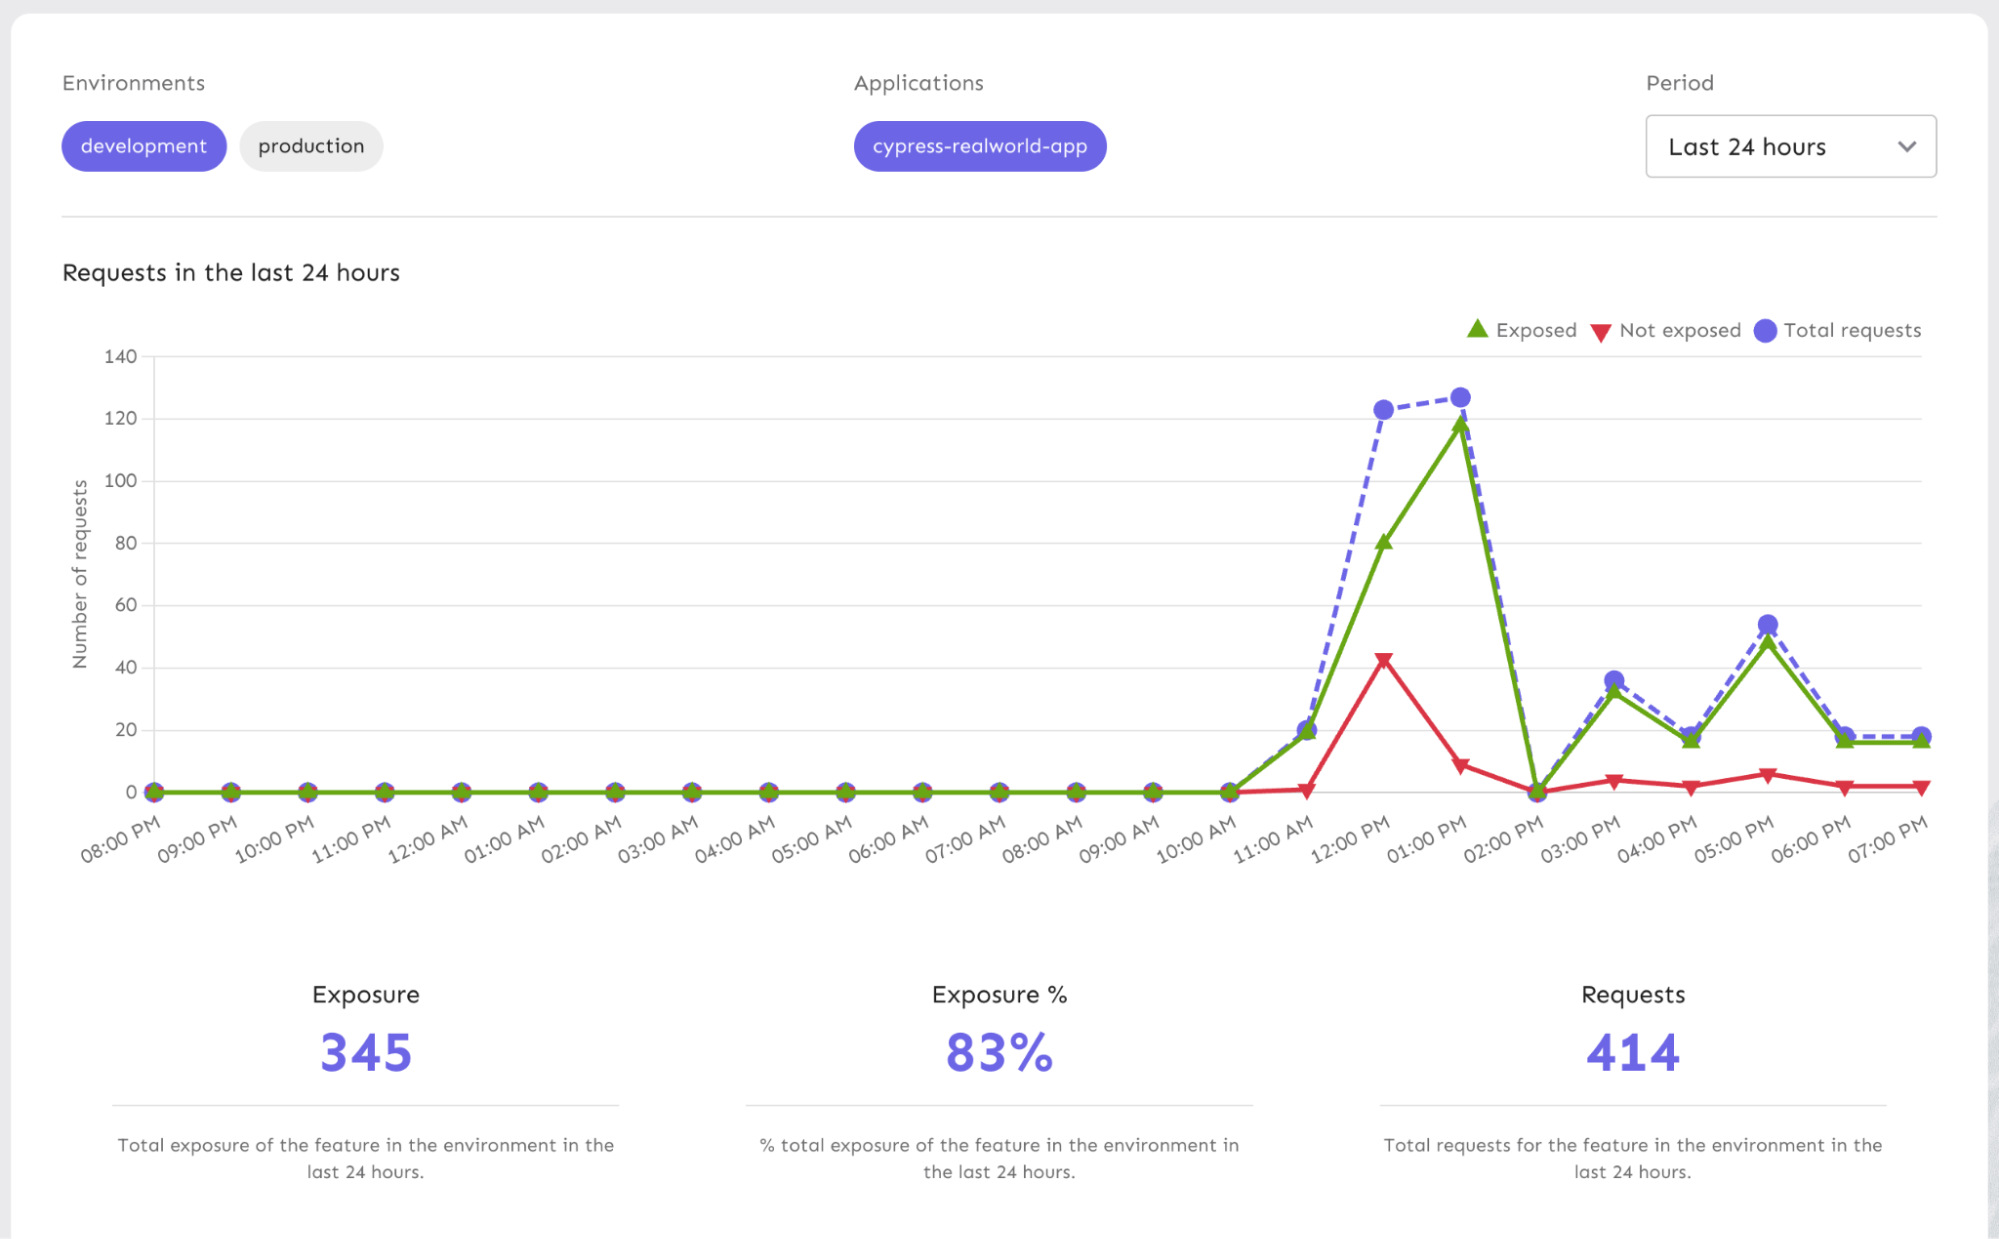 Environments
Applications
Period
development
production
cypress-realworld-app
Last 24 hours
Requests in the last 24 hours
Exposed
Not exposed
Total requests
Number of requests
140
120
100
80
60
40
20
0
08:00 PM
09:00 PM
10:00 PM
11:00 PM
12:00 AM
01:00 AM
02:00 AM
03:00 AM
04:00 AM
05:00 AM
06:00 AM
07:00 AM
08:00 AM
09:00 AM
10:00 AM
11:00 AM
12:00 PM
01:00 PM
02:00 PM
03:00 PM
04:00 PM
05:00 PM
06:00 PM
07:00 PM
Exposure
345
Total exposure of the feature in the environment in the
last 24 hours.
Exposure %
83%
% total exposure of the feature in the environment in
the last 24 hours.
Requests
414
Total requests for the feature in the environment in the
last 24 hours.